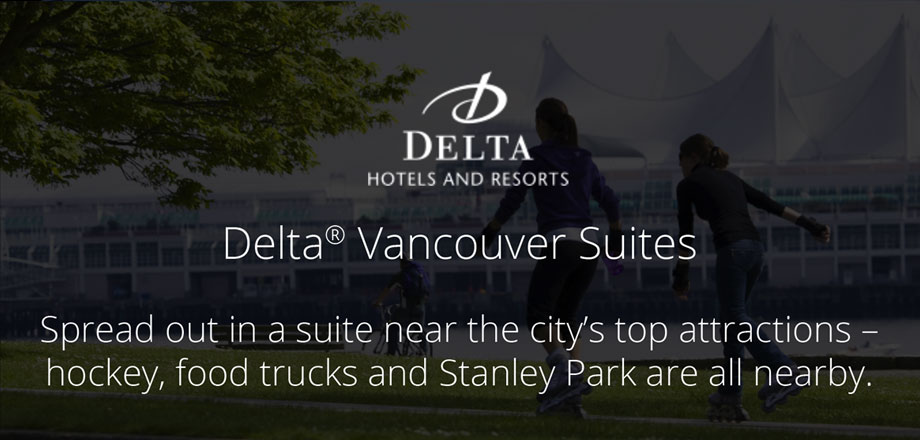 DELTA
HOTELS AND RESORTS
Delta® Vancouver Suites
Spread out in a suite near the city’s top attractions –
hockey, food trucks and Stanley Park are all nearby.